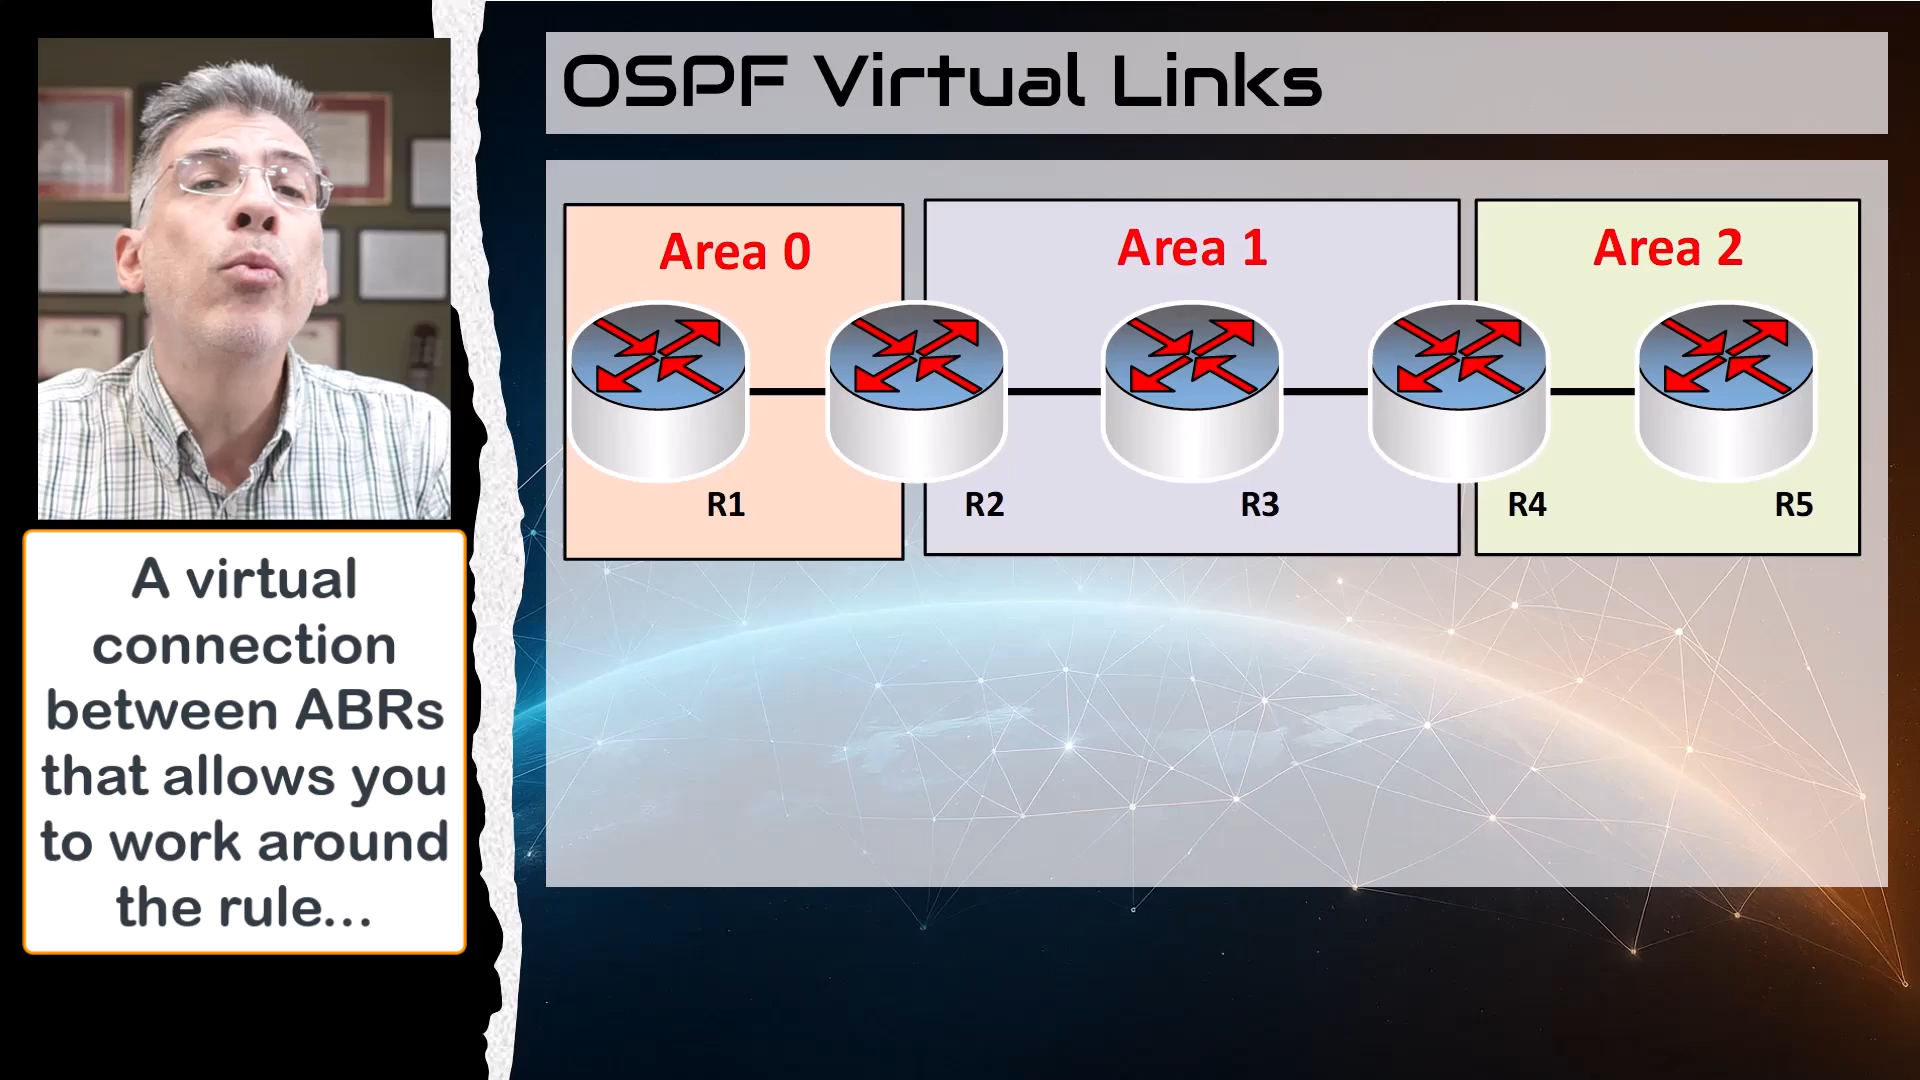 OSPF Virtual Links
Area 0
Area 1
Area 2
R1
R2
R3
R4
R5
A virtual
connection
between ABRs
that allows you
to work around
the rule...